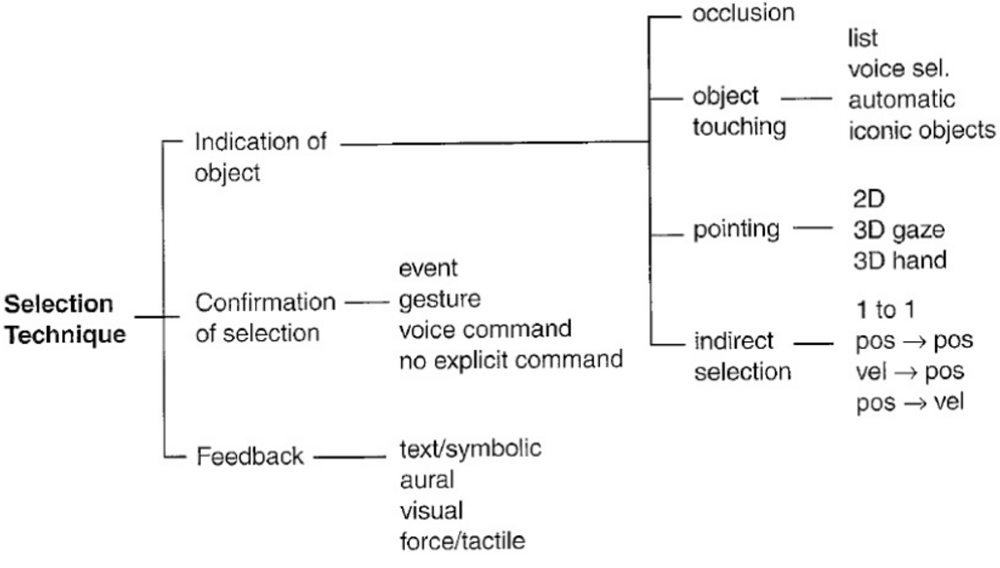 Selection
Technique
Indication of
object
occlusion
object
touching
list
voice sel.
automatic
iconic objects
pointing
2D
3D gaze
3D hand
indirect
selection
1 to 1
pos → pos
vel → pos
pos → vel
Confirmation
of selection
event
gesture
voice command
no explicit command
Feedback
text/symbolic
aural
visual
force/tactile